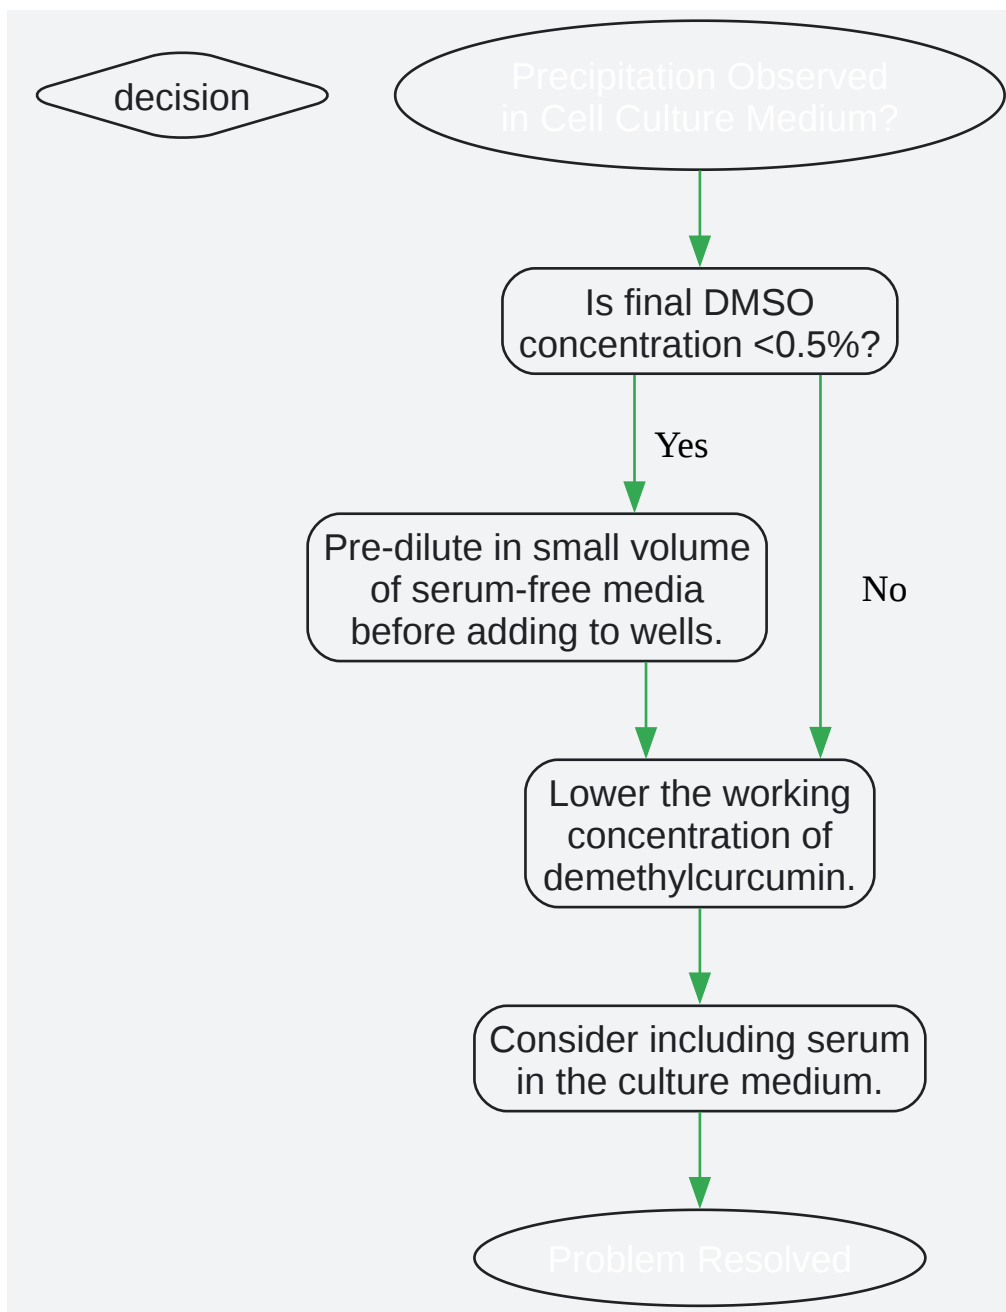 decision
Precipitation Observed
in Cell Culture Medium?
Is final DMSO
concentration <0.5%?
Yes
Pre-dilute in small volume
of serum-free media
before adding to wells.
No
Lower the working
concentration of
demethylcurcumin.
Consider including serum
in the culture medium.
Problem Resolved